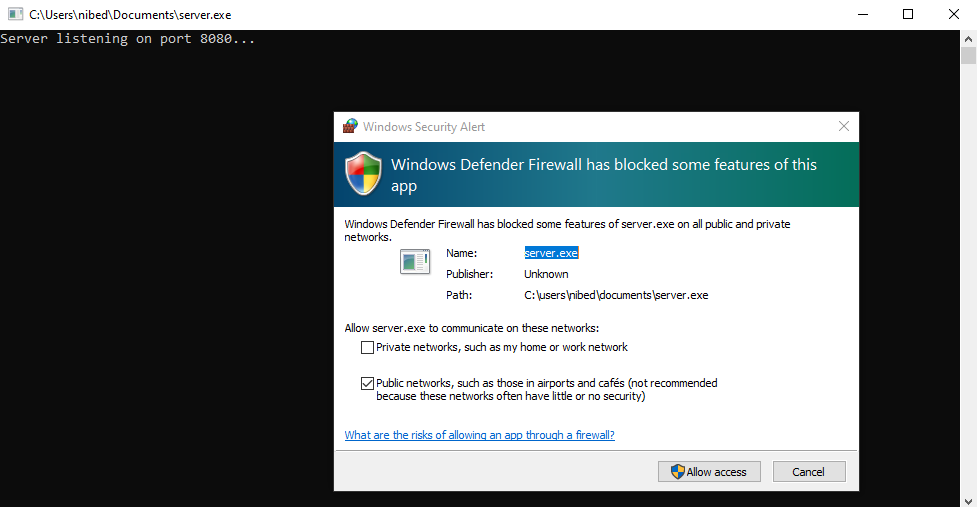 C:\Users\nibed\Documents\server.exe
Server listening on port 8080...
Windows Security Alert
Windows Defender Firewall has blocked some features of this
app
Windows Defender Firewall has blocked some features of server.exe on all public and private
networks.
Name: server.exe
Publisher: Unknown
Path: C:\users\nibed\documents\server.exe
Allow server.exe to communicate on these networks:
Private networks, such as my home or work network
Public networks, such as those in airports and cafés (not recommended
because these networks often have little or no security)
What are the risks of allowing an app through a firewall?
Allow access Cancel